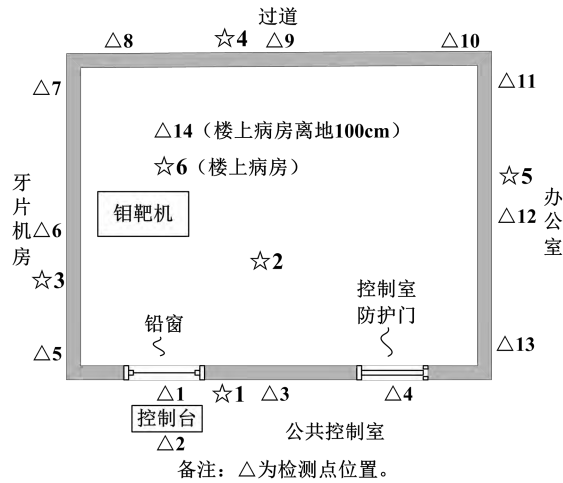 过道
△8
☆4
△9
△10
△7
△11
△14（楼上病房离地100cm）
☆6（楼上病房）
☆5
牙片机房
钼靶机
办公室
△6
△12
☆3
☆2
控制室
防护门
铅窗
△5
△13
△1
☆1
△3
△4
控制台
△2
公共控制室
备注：△为检测点位置。